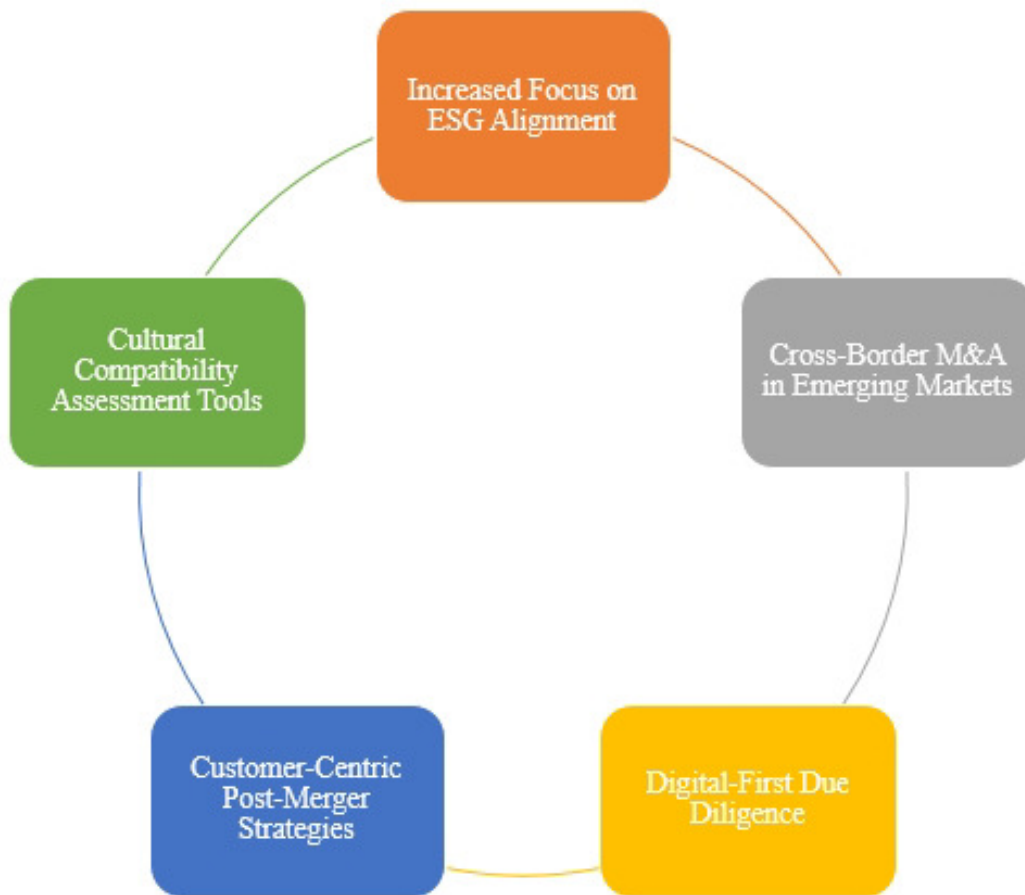 Increased Focus on
ESG Alignment
Cross-Border M&A
in Emerging Markets
Digital-First Due
Diligence
Customer-Centric
Post-Merger
Strategies
Cultural
Compatibility
Assessment Tools